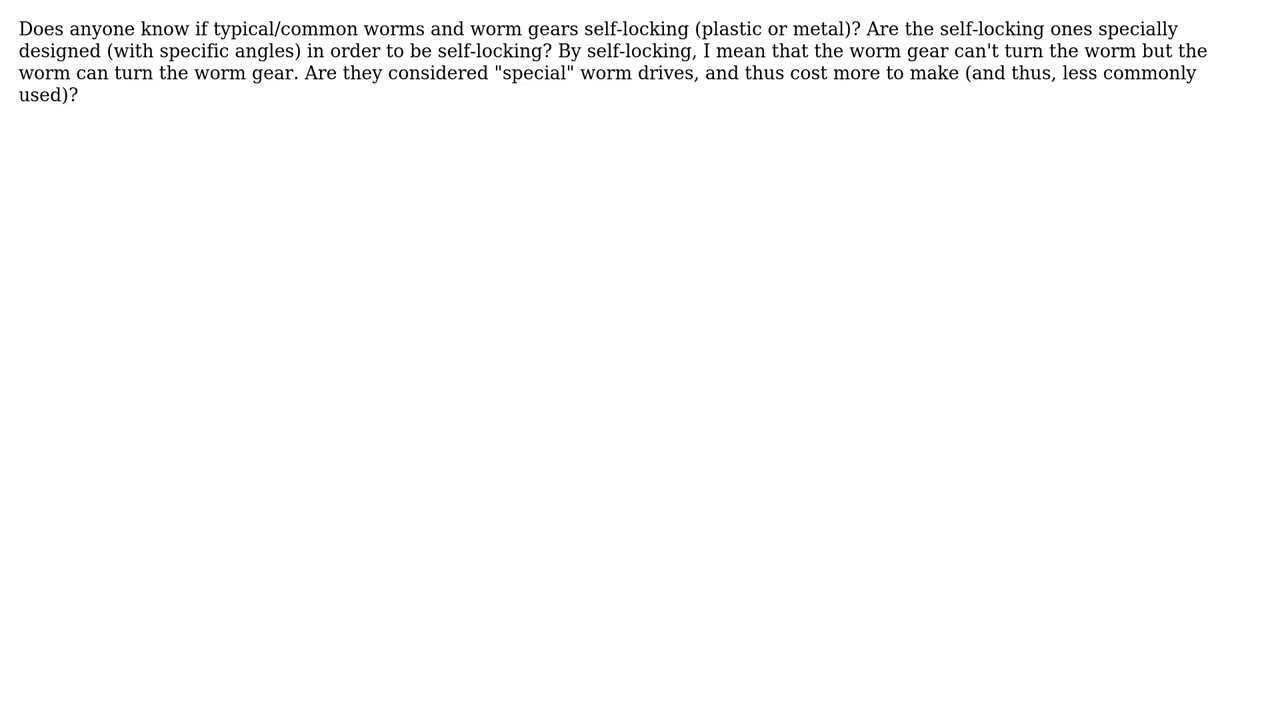 Does anyone know if typical/common worms and worm gears self-locking (plastic or metal)? Are the self-locking ones specially
designed (with specific angles) in order to be self-locking? By self-locking, I mean that the worm gear can't turn the worm but the
worm can turn the worm gear. Are they considered "special" worm drives, and thus cost more to make (and thus, less commonly
used)?